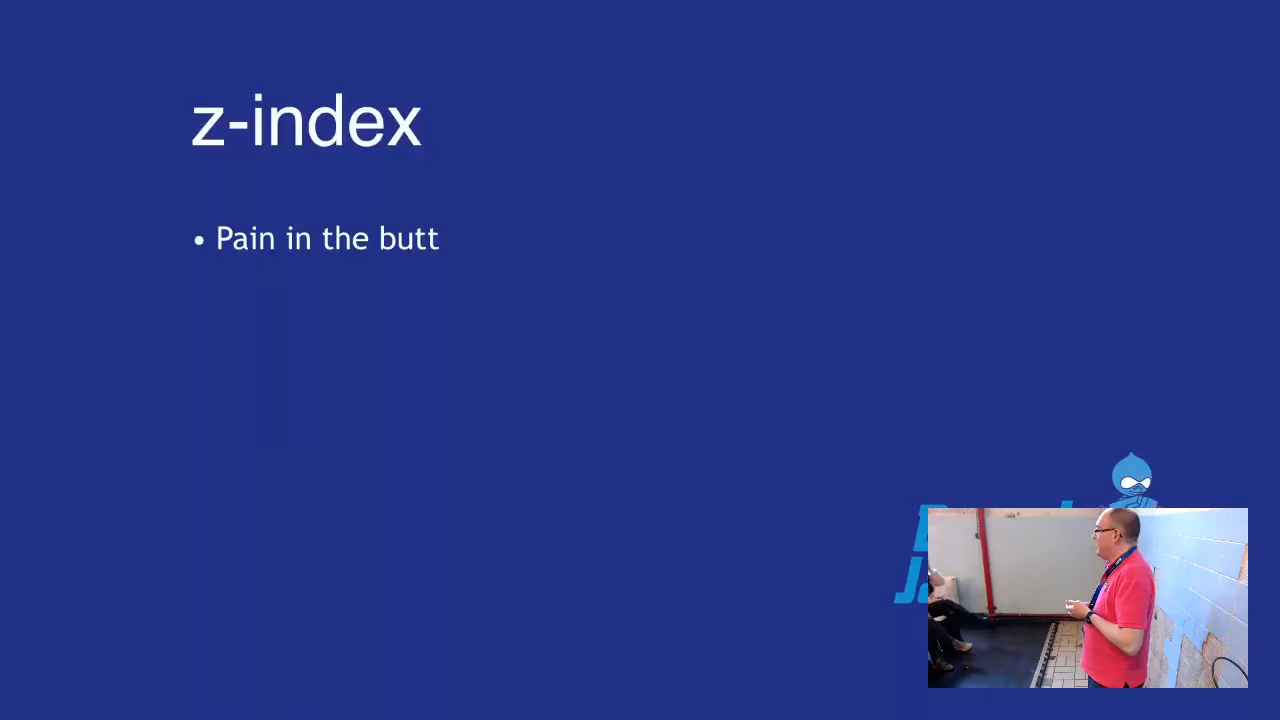 z-index
• Pain in the butt